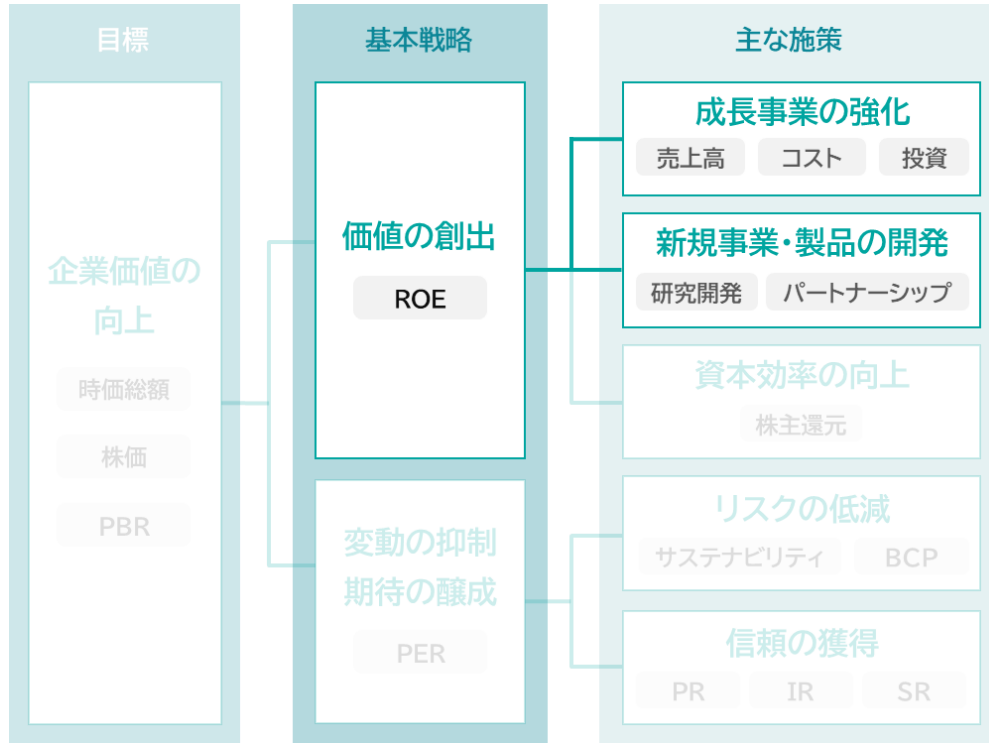 目標
企業価値の
向上
時価総額
株価
PBR
基本戦略
価値の創出
ROE
変動の抑制
期待の醸成
PER
主な施策
成長事業の強化
売上高 コスト 投資
新規事業・製品の開発
研究開発 パートナーシップ
資本効率の向上
株主還元
リスクの低減
サステナビリティ BCP
信頼の獲得
PR IR SR